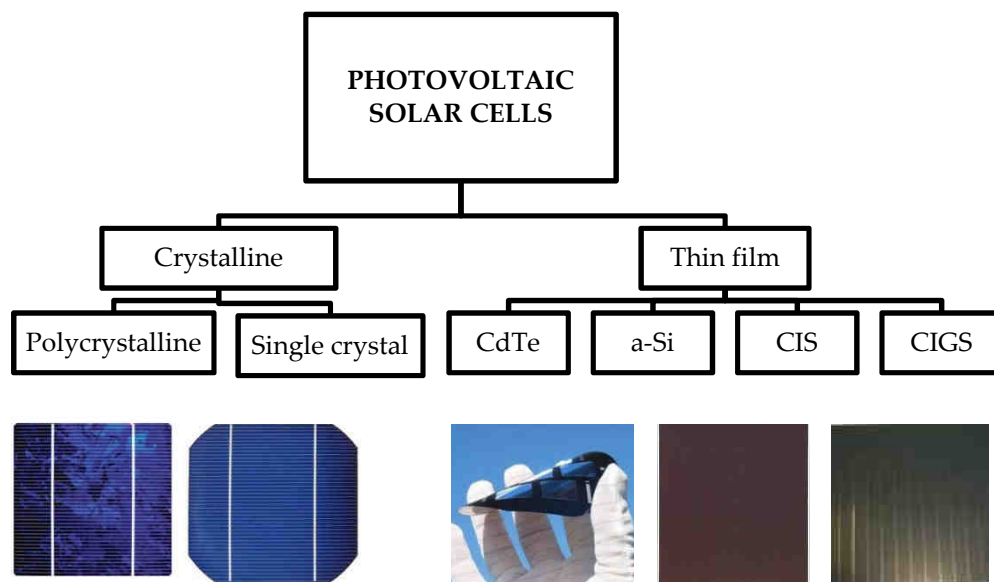 PHOTOVOLTAIC
SOLAR CELLS
Crystalline
Thin film
Polycrystalline
Single crystal
CdTe
a-Si
CIS
CIGS